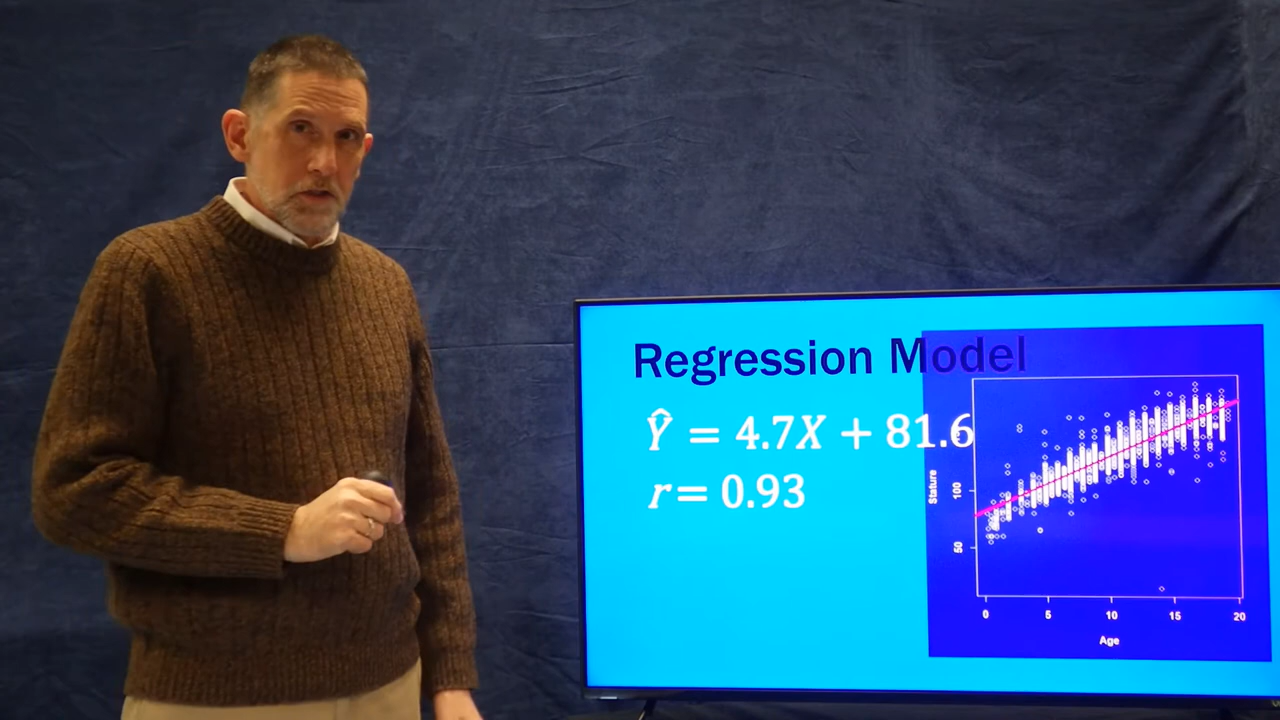 Regression Model
Ŷ = 4.7X + 81.6
r = 0.93
Stature
100
50
0 5 10 15 20
Age